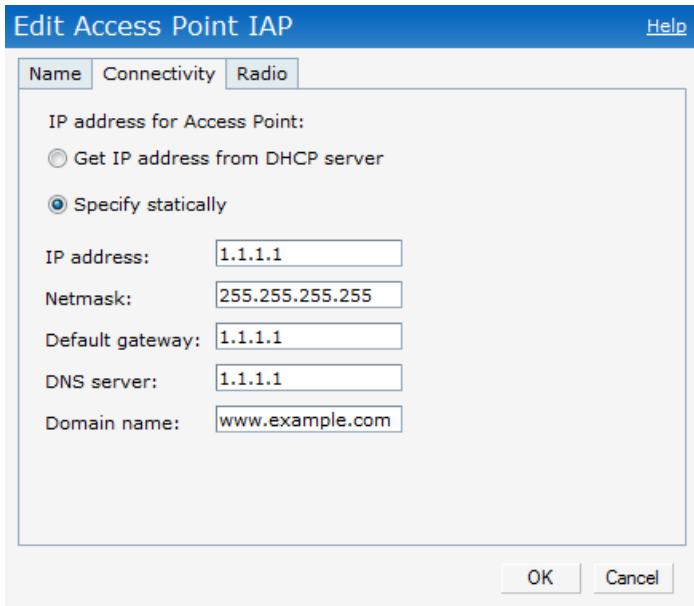 Edit Access Point IAP Help
Name Connectivity Radio
IP address for Access Point:
Get IP address from DHCP server
Specify statically
IP address: 1.1.1.1
Netmask: 255.255.255.255
Default gateway: 1.1.1.1
DNS server: 1.1.1.1
Domain name: www.example.com
OK Cancel